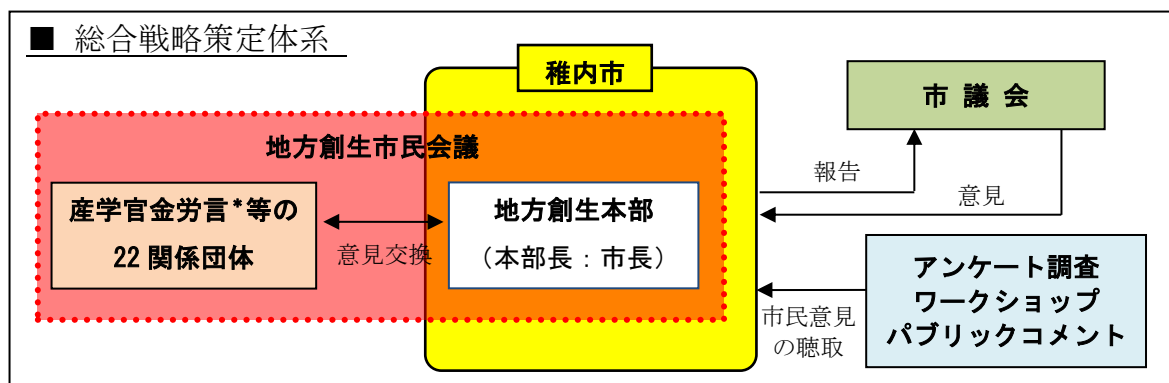 ■ 総合戦略策定体系
稚内市
市 議 会
地方創生市民会議
報告
意見
産学官金労言*等の
22 関係団体
意見交換
地方創生本部
（本部長：市長）
アンケート調査
ワークショップ
パブリックコメント
市民意見
の聴取